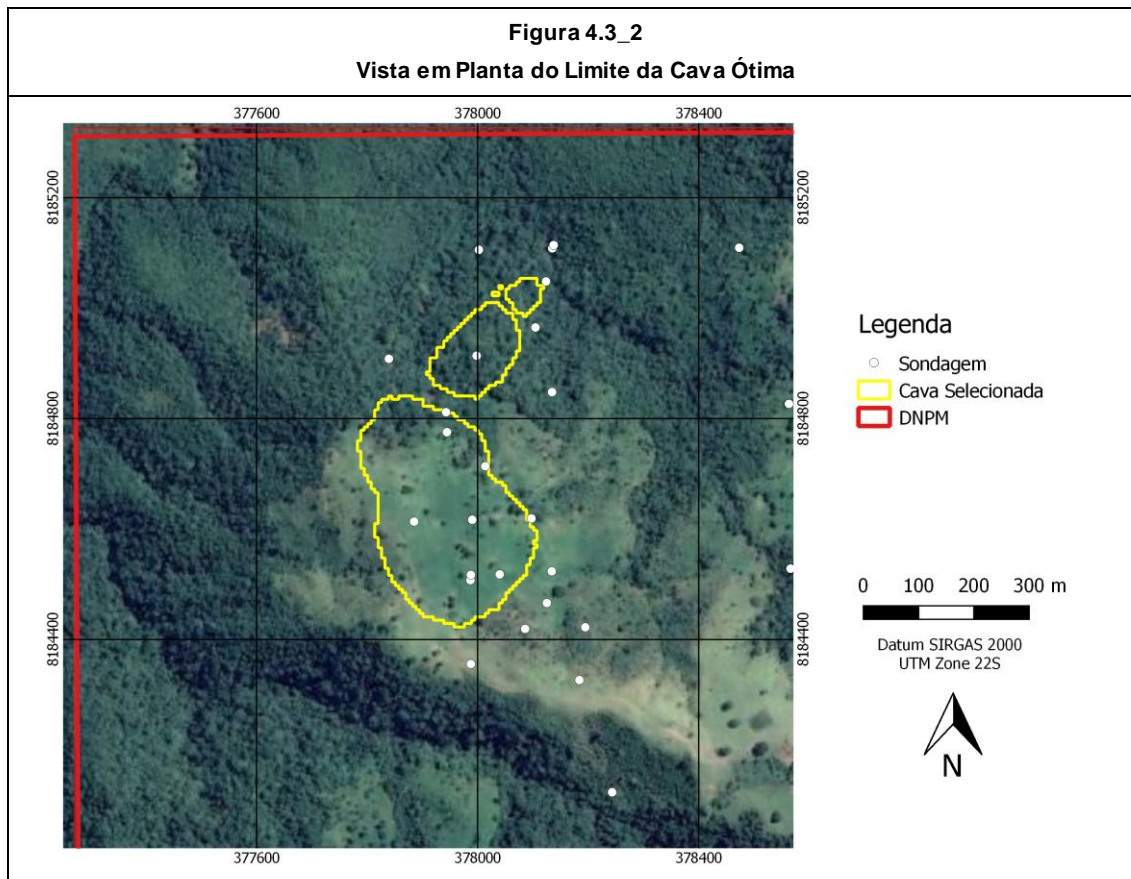 Figura 4.3_2
Vista em Planta do Limite da Cava Ótima
377600 378000 378400
8185200 8185200
Legenda
Sondagem
Cava Selecionada
DNPM
8184800 8184800
0 100 200 300 m
Datum SIRGAS 2000
UTM Zone 22S
8184400 8184400
N
377600 378000 378400